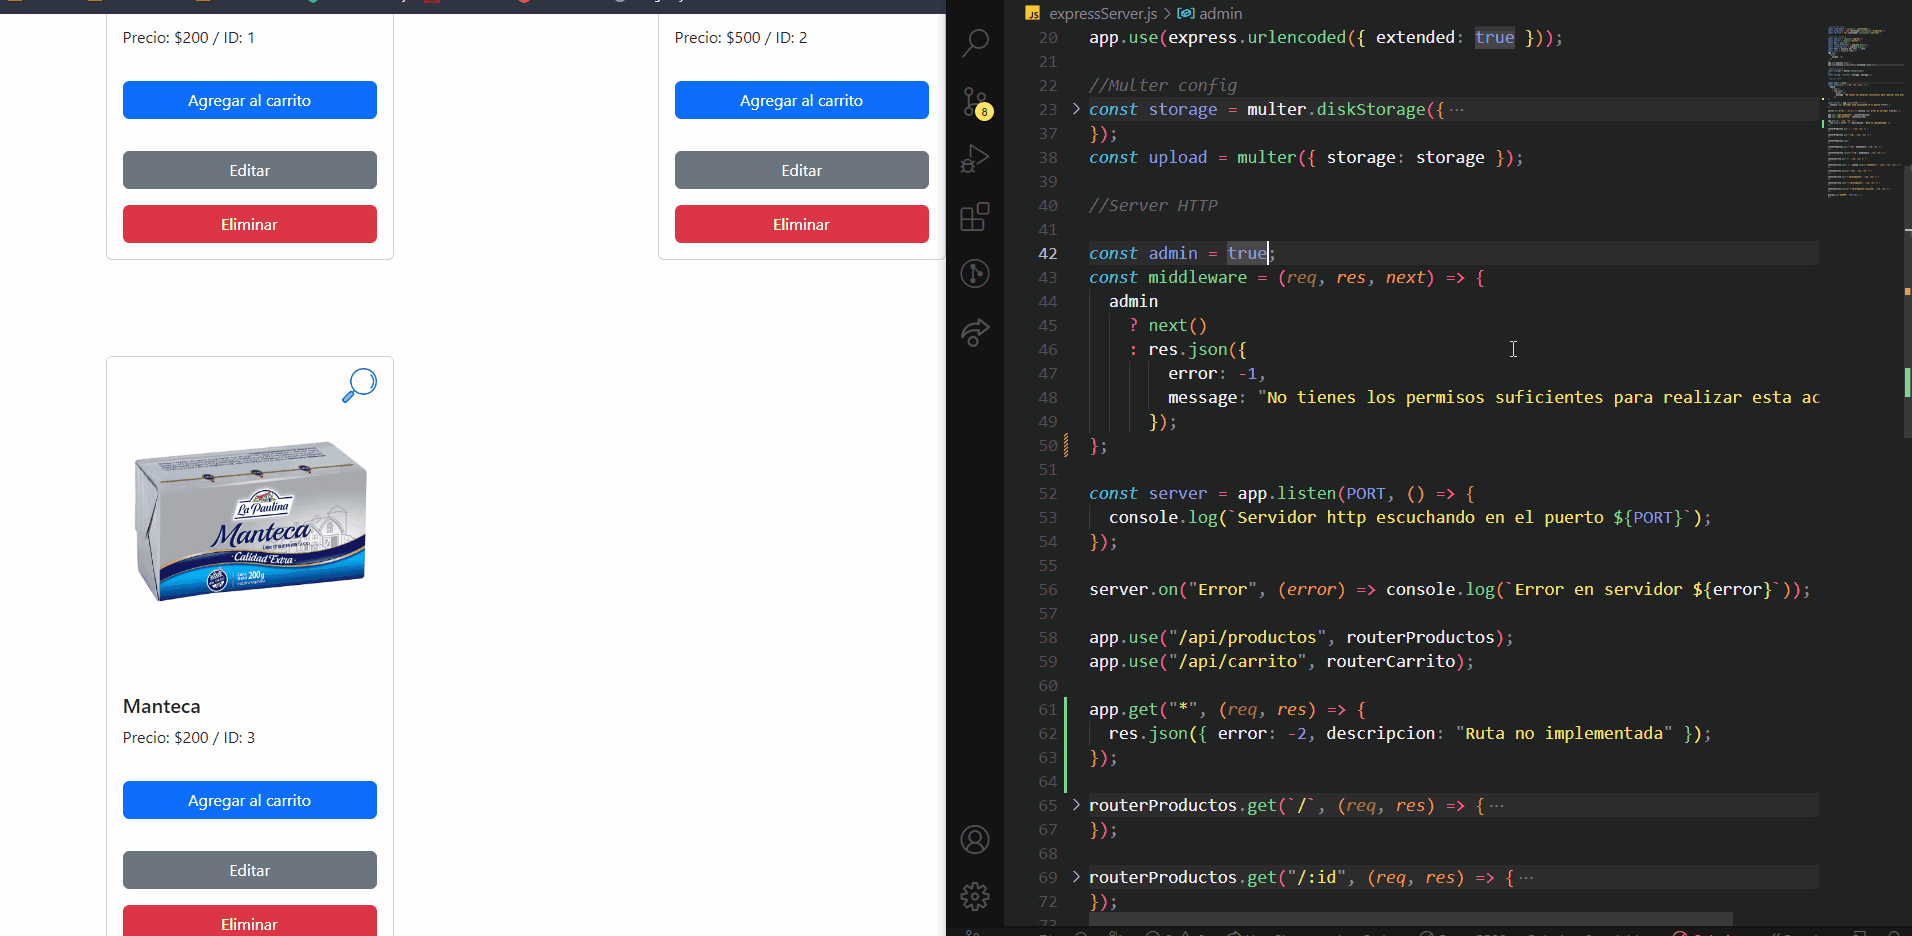 Precio: $200 / ID: 1
Agregar al carrito
Editar
Eliminar
Precio: $500 / ID: 2
Agregar al carrito
Editar
Eliminar
La Paulina
Manteca
Calidad Extra
200g
Manteca
Precio: $200 / ID: 3
Agregar al carrito
Editar
Eliminar
8
JS expressServer.js > admin
20 app.use(express.urlencoded({ extended: true }));
21
22 //Multer config
23 const storage = multer.diskStorage({ ···
37 });
38 const upload = multer({ storage: storage });
39
40 //Server HTTP
41
42 const admin = true;
43 const middleware = (req, res, next) => {
44 admin
45 ? next()
46 : res.json({
47 error: -1,
48 message: "No tienes los permisos suficientes para realizar esta ac
49 });
50 };
51
52 const server = app.listen(PORT, () => {
53 console.log(`Servidor http escuchando en el puerto ${PORT}`);
54 });
55
56 server.on("Error", (error) => console.log(`Error en servidor ${error}`));
57
58 app.use("/api/productos", routerProductos);
59 app.use("/api/carrito", routerCarrito);
60
61 app.get("*", (req, res) => {
62 res.json({ error: -2, descripcion: "Ruta no implementada" });
63 });
64
65 routerProductos.get(`/`, (req, res) => { ···
67 });
68
69 routerProductos.get("/:id", (req, res) => { ···
72 });
73